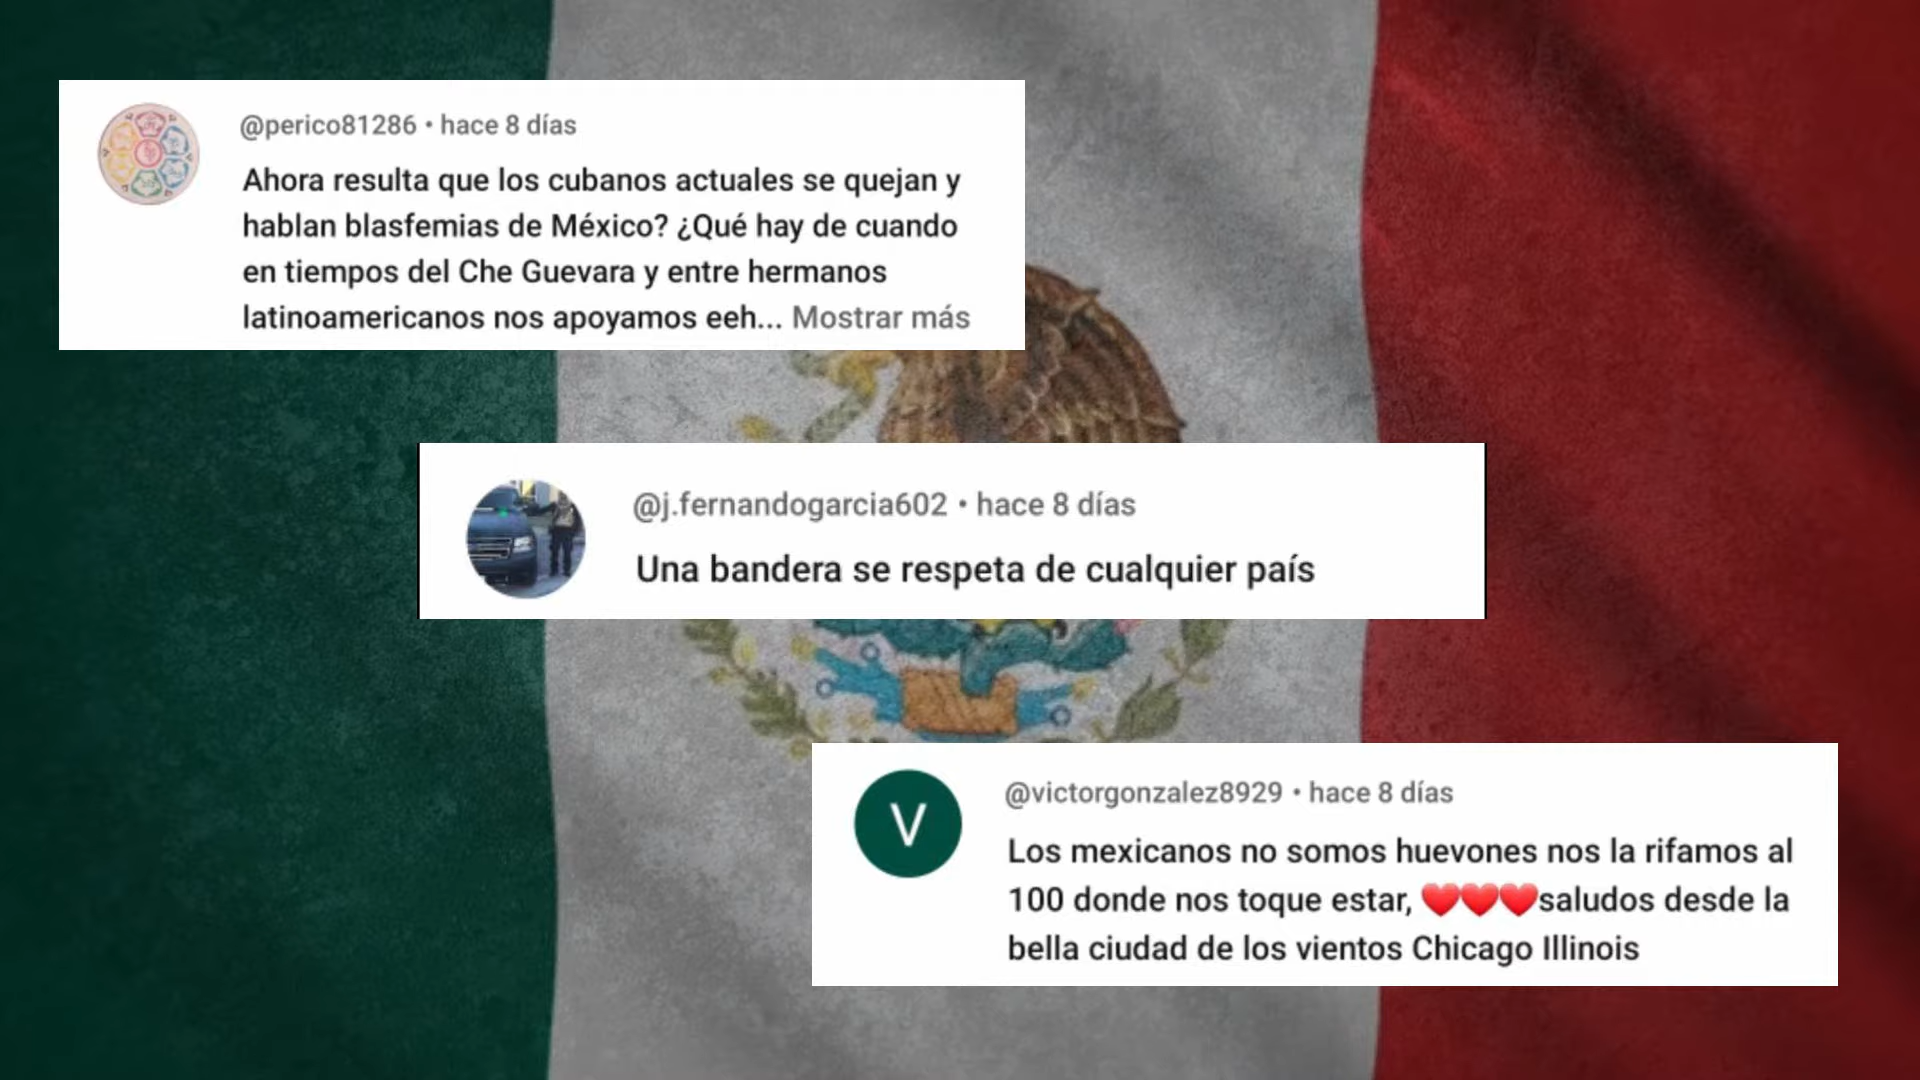 @perico81286 • hace 8 días
Ahora resulta que los cubanos actuales se quejan y
hablan blasfemias de México? ¿Qué hay de cuando
en tiempos del Che Guevara y entre hermanos
latinoamericanos nos apoyamos eeh... Mostrar más
@j.fernandogarcia602 • hace 8 días
Una bandera se respeta de cualquier país
V
@victorgonzalez8929 • hace 8 días
Los mexicanos no somos huevones nos la rifamos al
100 donde nos toque estar, ❤️❤️❤️saludos desde la
bella ciudad de los vientos Chicago Illinois